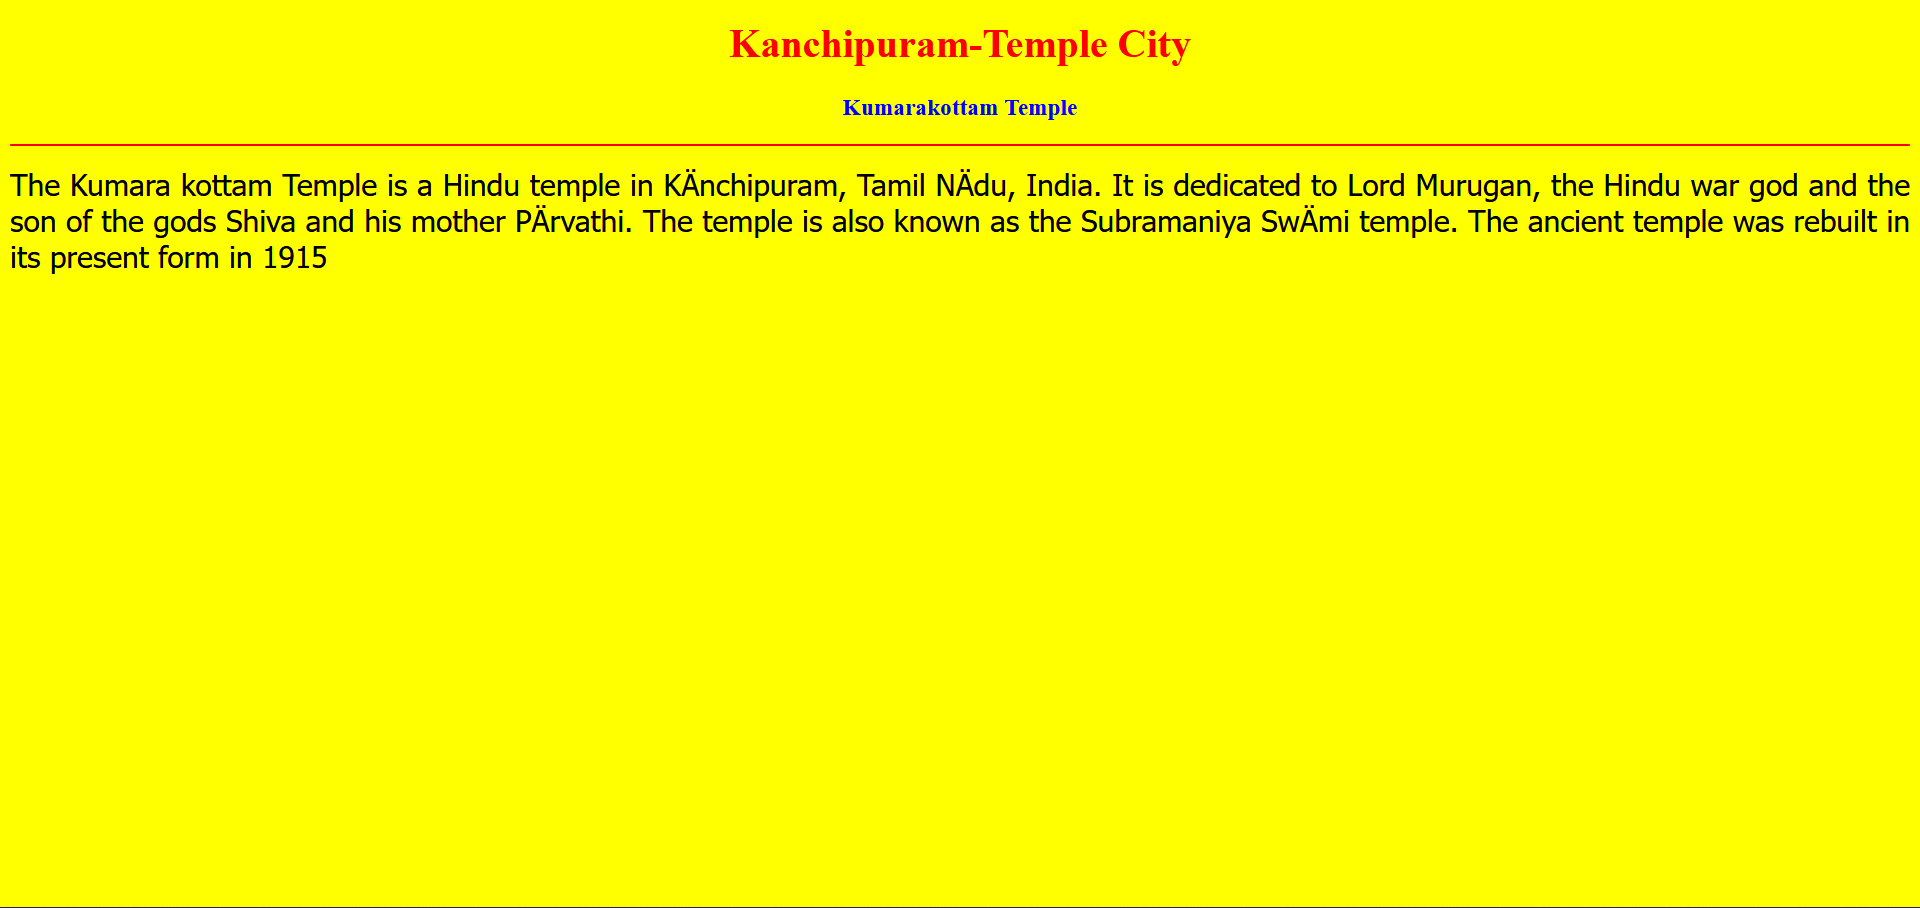 Kanchipuram-Temple City
Kumarakottam Temple
The Kumara kottam Temple is a Hindu temple in KÄnchipuram, Tamil NÄdu, India. It is dedicated to Lord Murugan, the Hindu war god and the
son of the gods Shiva and his mother PÄrvathi. The temple is also known as the Subramaniya SwÄmi temple. The ancient temple was rebuilt in
its present form in 1915